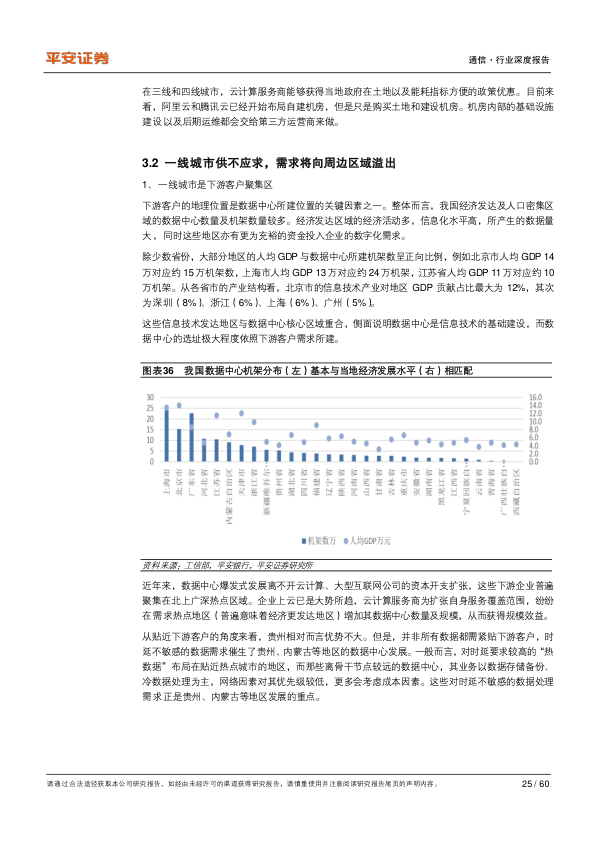 平安证券
通信·行业深度报告
在三线和四线城市，云计算服务商能够获得当地政府在土地以及能耗指标方便的政策优惠。目前来
看，阿里云和腾讯云已经开始布局自建机房，但是只是购买土地和建设机房。机房内部的基础设施
建设以及后期运维都会交给第三方运营商来做。
3.2 一线城市供不应求，需求将向周边区域溢出
1、一线城市是下游客户聚集区
下游客户的地理位置是数据中心所建位置的关键因素之一。整体而言，我国经济发达及人口密集区
域的数据中心数量及机架数量较多。经济发达区域的经济活动多，信息化水平高，所产生的数据量
大，同时这些地区亦有更为充裕的资金投入企业的数字化需求。
除少数省份，大部分地区的人均 GDP 与数据中心所建机架数呈正向比例，例如北京市人均 GDP 14
万对应约 15 万机架数，上海市人均 GDP 13 万对应约 24 万机架，江苏省人均 GDP 11 万对应约 10
万机架。从各省市的产业结构看，北京市的信息技术产业对地区 GDP 贡献占比最大为 12%，其次
为深圳（8%）、浙江（6%）、上海（6%）、广州（5%）。
这些信息技术发达地区与数据中心核心区域重合，侧面说明数据中心是信息技术的基础建设，而数
据中心的选址极大程度依照下游客户需求所建。
图表36 我国数据中心机架分布（左）基本与当地经济发展水平（右）相匹配
30
25
20
15
10
5
0
16.0
14.0
12.0
10.0
8.0
6.0
4.0
2.0
0.0
上海市
北京市
广东省
河北省
江苏省
内蒙古自治区
天津市
浙江省
新疆维吾尔…
贵州省
湖北省
四川省
福建省
辽宁省
陕西省
河南省
山西省
甘肃省
吉林省
重庆市
安徽省
湖南省
黑龙江省
江西省
宁夏回族自…
云南省
青海省
广西壮族自…
西藏自治区
机架数万 人均GDP万元
资料来源：工信部，平安银行，平安证券研究所
近年来，数据中心爆发式发展离不开云计算、大型互联网公司的资本开支扩张，这些下游企业普遍
聚集在北上广深热点区域。企业上云已是大势所趋，云计算服务商为扩张自身服务覆盖范围，纷纷
在需求热点地区（普遍意味着经济更发达地区）增加其数据中心数量及规模，从而获得规模效益。
从贴近下游客户的角度来看，贵州相对而言优势不大。但是，并非所有数据都需紧贴下游客户，时
延不敏感的数据需求催生了贵州、内蒙古等地区的数据中心发展。一般而言，对时延要求较高的“热
数据”布局在贴近热点城市的地区，而那些离骨干节点较远的数据中心，其业务以数据存储备份、
冷数据处理为主，网络因素对其优先级较低，更多会考虑成本因素。这些对时延不敏感的数据处理
需求正是贵州、内蒙古等地区发展的重点。
请通过合法途径获取本公司研究报告，如经由未经许可的渠道获得研究报告，请慎重使用并注意阅读研究报告尾页的声明内容。
25 / 60